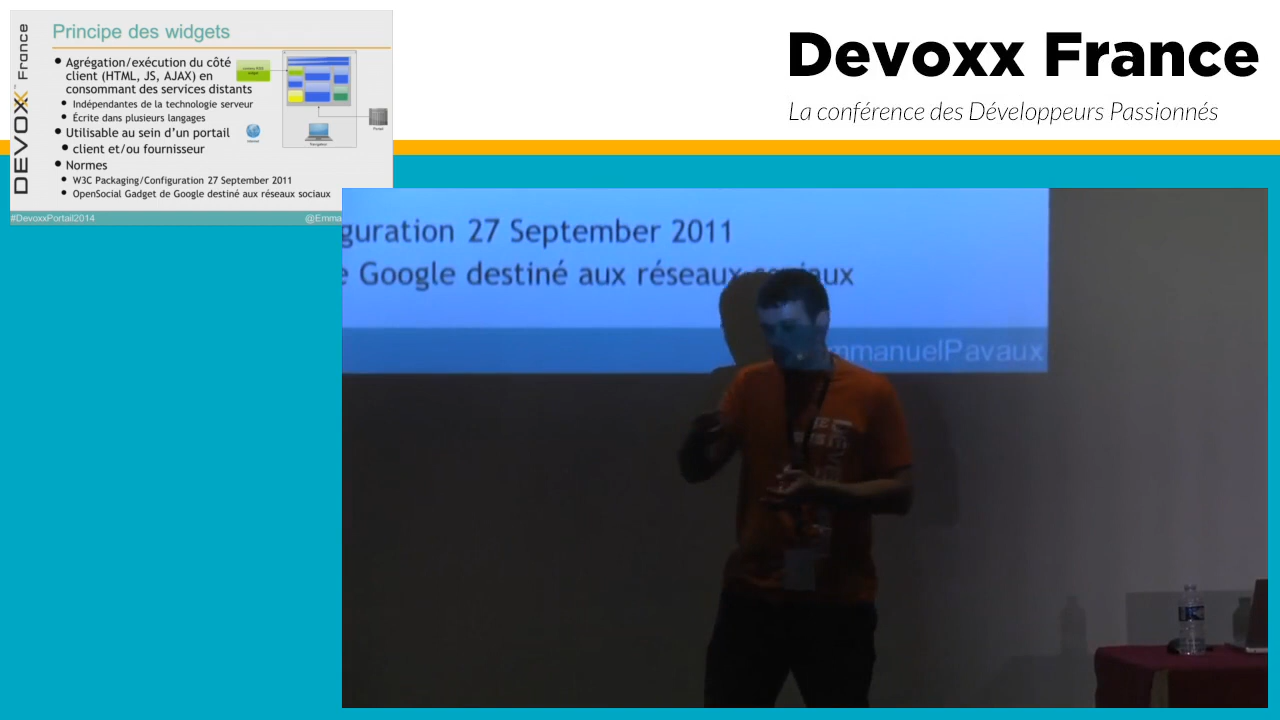 Principe des widgets
DEVOXX France
• Agrégation/exécution du côté
client (HTML, JS, AJAX) en
consommant des services distants
• Indépendantes de la technologie serveur
• Écrite dans plusieurs langages
• Utilisable au sein d'un portail
• client et/ou fournisseur
• Normes
• W3C Packaging/Configuration 27 September 2011
• OpenSocial Gadget de Google destiné aux réseaux sociaux
Portail
Navigateur
#DevoxxPortail2014
@Emma
Devoxx France
La conférence des Développeurs Passionnés
guration 27 September 2011
e Google destiné aux réseaux sociaux
mmanuelPavaux